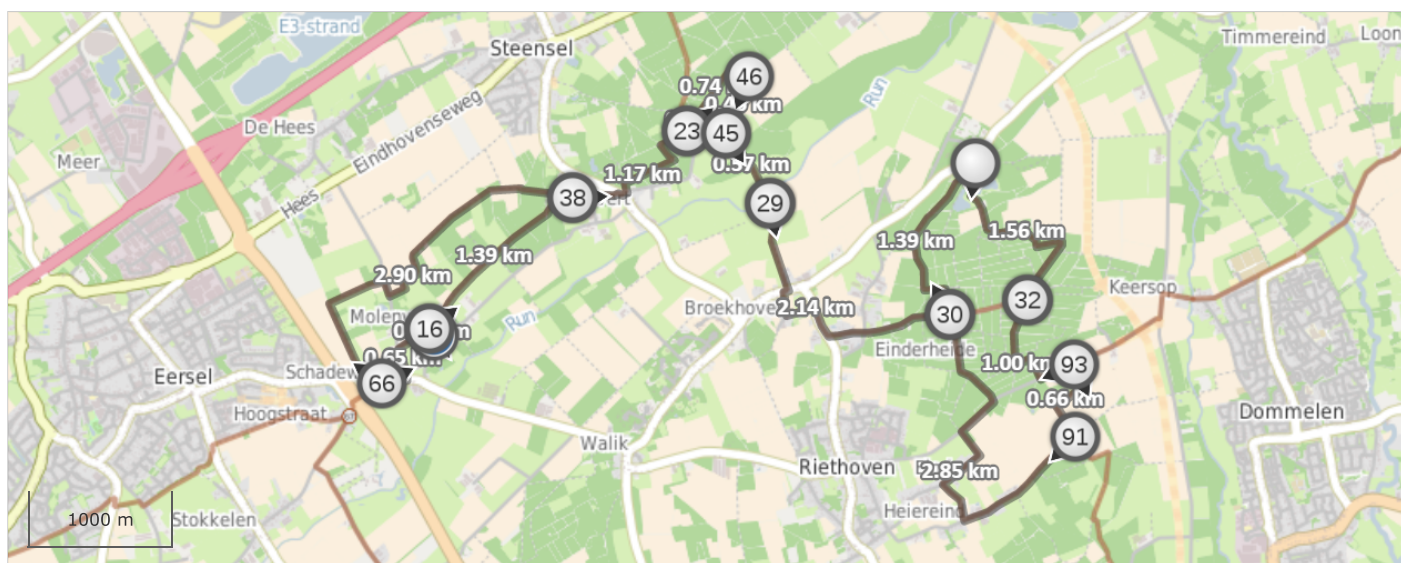 E3-strand
Timmereind
Loon
Steensel
46
0.74
km
De Hees
Eindhovenseweg
Run
23
45
Meer
0.57 km
1.17 km
38
29
Hees
1.39 km
1.56 km
1.39 km
2.90 km
Keersop
32
Broekhoven
2.14 km
30
Run
16
Einderheide
0.65 km
Eersel
Schadew
66
1.00 km
93
0.66 km
Hoogstraat
Dommelen
91
Walik
Riethoven
2.85 km
Heiereind
1000 m
Stokkelen